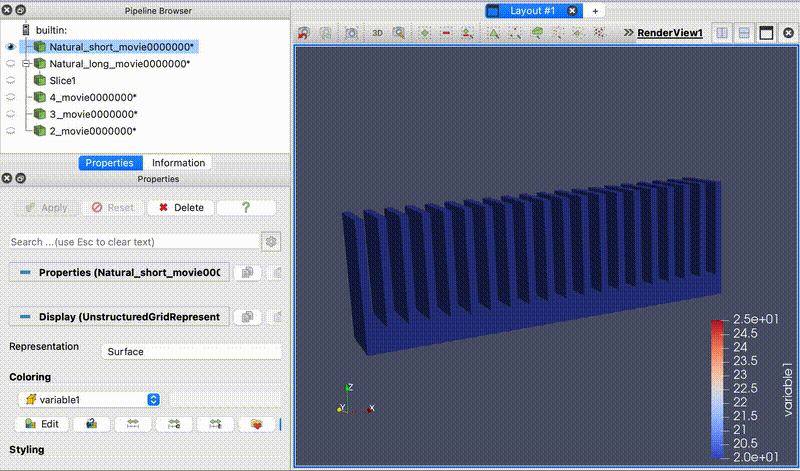 Pipeline Browser
builtin:
Natural_short_movie0000000*
Natural_long_movie0000000*
Slice1
4_movie0000000*
3_movie0000000*
2_movie0000000*
Properties Information
Properties
Apply Reset Delete ?
Search ...(use Esc to clear text)
Properties (Natural_short_movie000
Display (UnstructuredGridRepresent
Representation Surface
Coloring
variable1
Edit
Styling
Layout #1 +
3D >> RenderView1
Z
Y X
2.5e+01
24
23.5
23
22.5
22
21.5
21
20.5
2.0e+01
variable1